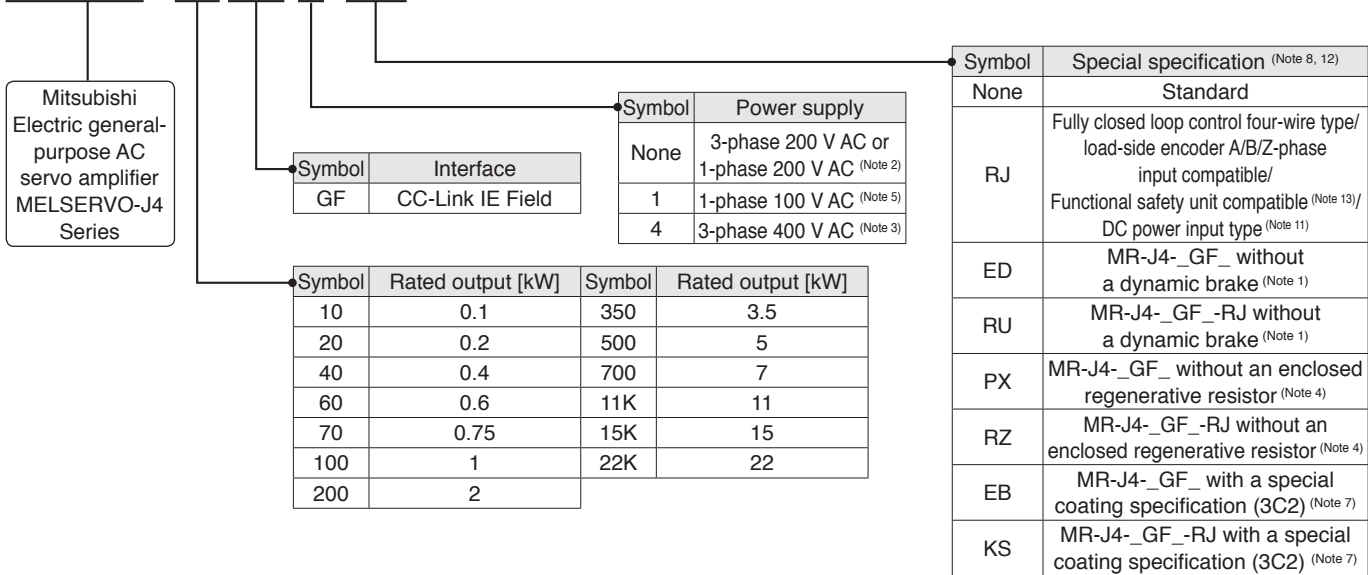 Mitsubishi
Electric general-
purpose AC
servo amplifier
MELSERVO-J4
Series
Symbol Interface
GF CC-Link IE Field
Symbol Power supply
None 3-phase 200 V AC or
1-phase 200 V AC (Note 2)
1 1-phase 100 V AC (Note 5)
4 3-phase 400 V AC (Note 3)
Symbol Rated output [kW] Symbol Rated output [kW]
10 0.1 350 3.5
20 0.2 500 5
40 0.4 700 7
60 0.6 11K 11
70 0.75 15K 15
100 1 22K 22
200 2
Symbol Special specification (Note 8, 12)
None Standard
RJ Fully closed loop control four-wire type/
load-side encoder A/B/Z-phase
input compatible/
Functional safety unit compatible (Note 13)/
DC power input type (Note 11)
ED MR-J4-_GF_ without
a dynamic brake (Note 1)
RU MR-J4-_GF_-RJ without
a dynamic brake (Note 1)
PX MR-J4-_GF_ without an enclosed
regenerative resistor (Note 4)
RZ MR-J4-_GF_-RJ without an
enclosed regenerative resistor (Note 4)
EB MR-J4-_GF_ with a special
coating specification (3C2) (Note 7)
KS MR-J4-_GF_-RJ with a special
coating specification (3C2) (Note 7)